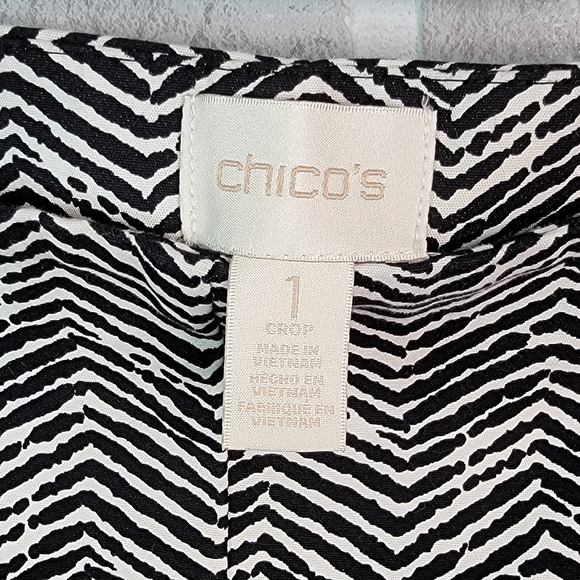 chico's
1
CROP
MADE IN
VIETNAM
HECHO EN
VIETNAM
FABRIQUE EN
VIETNAM